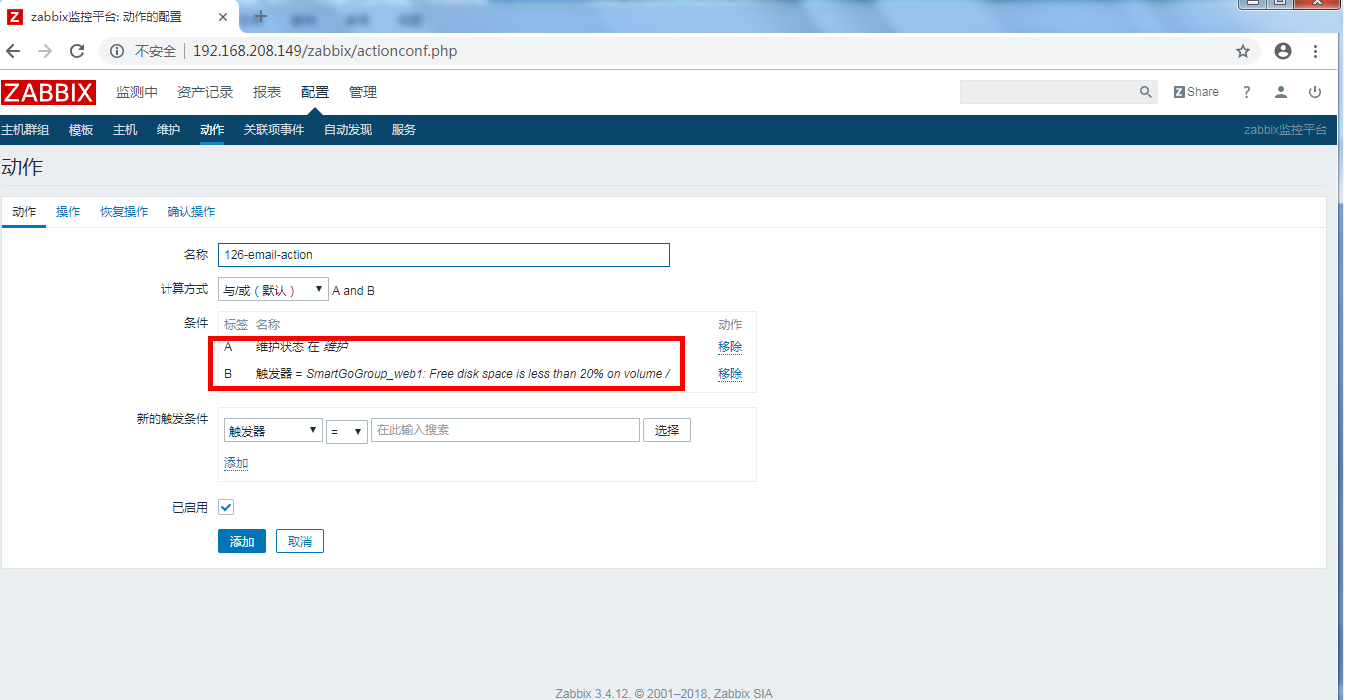 zabbix监控平台: 动作的配置
不安全 192.168.208.149/zabbix/actionconf.php
ZABBIX 监测中 资产记录 报表 配置 管理 Z Share ?
主机群组 模板 主机 维护 动作 关联项事件 自动发现 服务 zabbix监控平台
动作
动作 操作 恢复操作 确认操作
名称 126-email-action
计算方式 与/或 ( 默认 ) A and B
条件 标签 名称 动作
A 维护状态 在 维护 移除
B 触发器 = SmartGoGroup_web1: Free disk space is less than 20% on volume / 移除
新的触发条件 触发器 = 在此输入搜索 选择
添加
已启用
添加 取消
Zabbix 3.4.12. © 2001–2018, Zabbix SIA